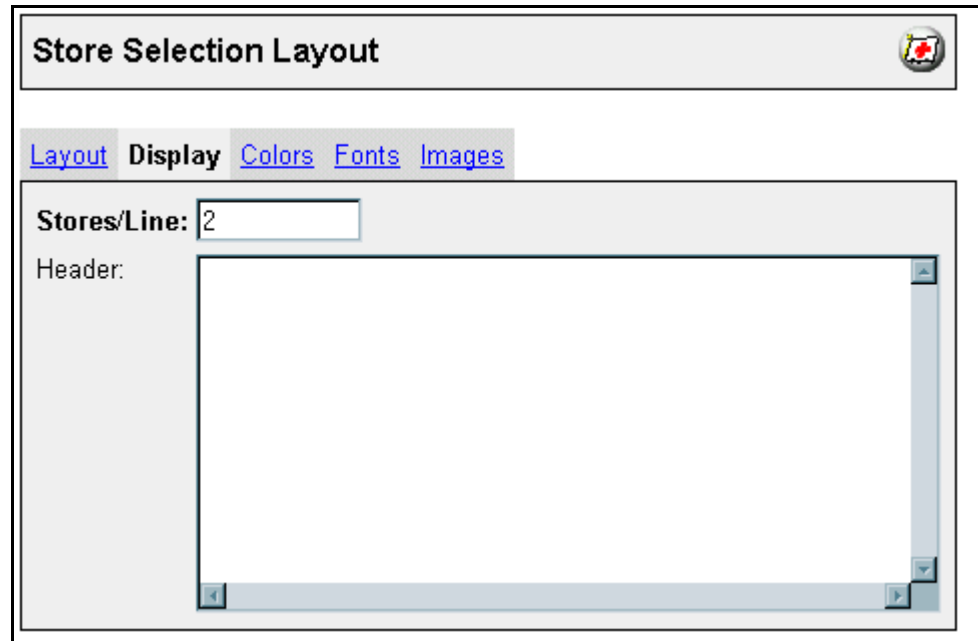 Store Selection Layout
Layout Display Colors Fonts Images
Stores/Line: 2
Header: